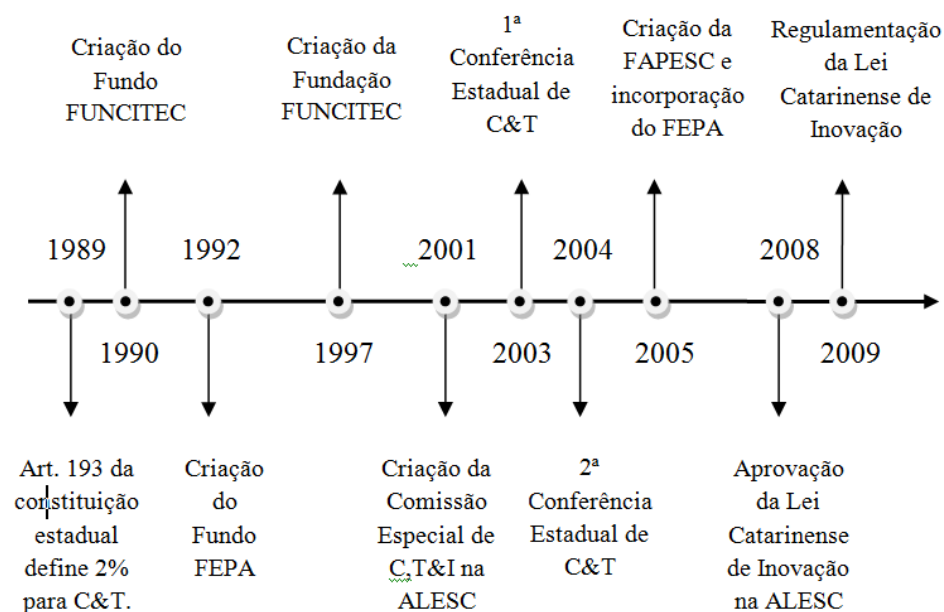 Criação do
Fundo
FUNCITEC
Criação da
Fundação
FUNCITEC
1ª
Conferência
Estadual de
C&T
Criação da
FAPESC e
incorporação
do FEPA
Regulamentação
da Lei
Catarinense de
Inovação
1989
1992
2001
2004
2008
1990
1997
2003
2005
2009
Art. 193 da
constituição
estadual
define 2%
para C&T.
Criação
do
Fundo
FEPA
Criação da
Comissão
Especial de
C,T&I na
ALESC
2ª
Conferência
Estadual de
C&T
Aprovação
da Lei
Catarinense
de Inovação
na ALESC